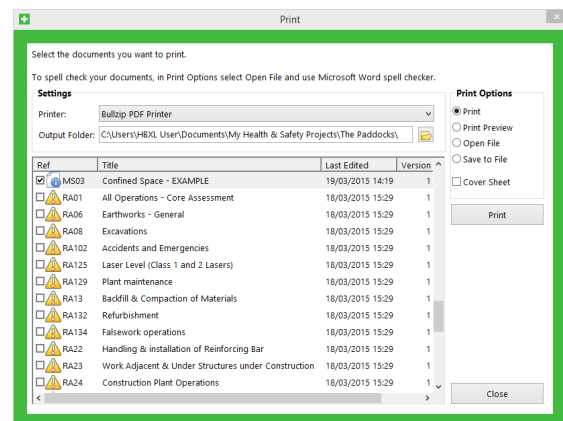 Print
Select the documents you want to print.
To spell check your documents, in Print Options select Open File and use Microsoft Word spell checker.
Settings
Printer: Bullzip PDF Printer
Output Folder: C:\Users\HBXL User\Documents\My Health & Safety Projects\The Paddocks\
Ref Title Last Edited Version
MS03 Confined Space - EXAMPLE 19/03/2015 14:19 1
RA01 All Operations - Core Assessment 18/03/2015 15:29 1
RA06 Earthworks - General 18/03/2015 15:29 1
RA08 Excavations 18/03/2015 15:29 1
RA102 Accidents and Emergencies 18/03/2015 15:29 1
RA125 Laser Level (Class 1 and 2 Lasers) 18/03/2015 15:29 1
RA129 Plant maintenance 18/03/2015 15:29 1
RA13 Backfill & Compaction of Materials 18/03/2015 15:29 1
RA132 Refurbishment 18/03/2015 15:29 1
RA134 Falsework operations 18/03/2015 15:29 1
RA22 Handling & installation of Reinforcing Bar 18/03/2015 15:29 1
RA23 Work Adjacent & Under Structures under Construction 18/03/2015 15:29 1
RA24 Construction Plant Operations 18/03/2015 15:29 1
Print Options
Print
Print Preview
Open File
Save to File
Cover Sheet
Print
Close